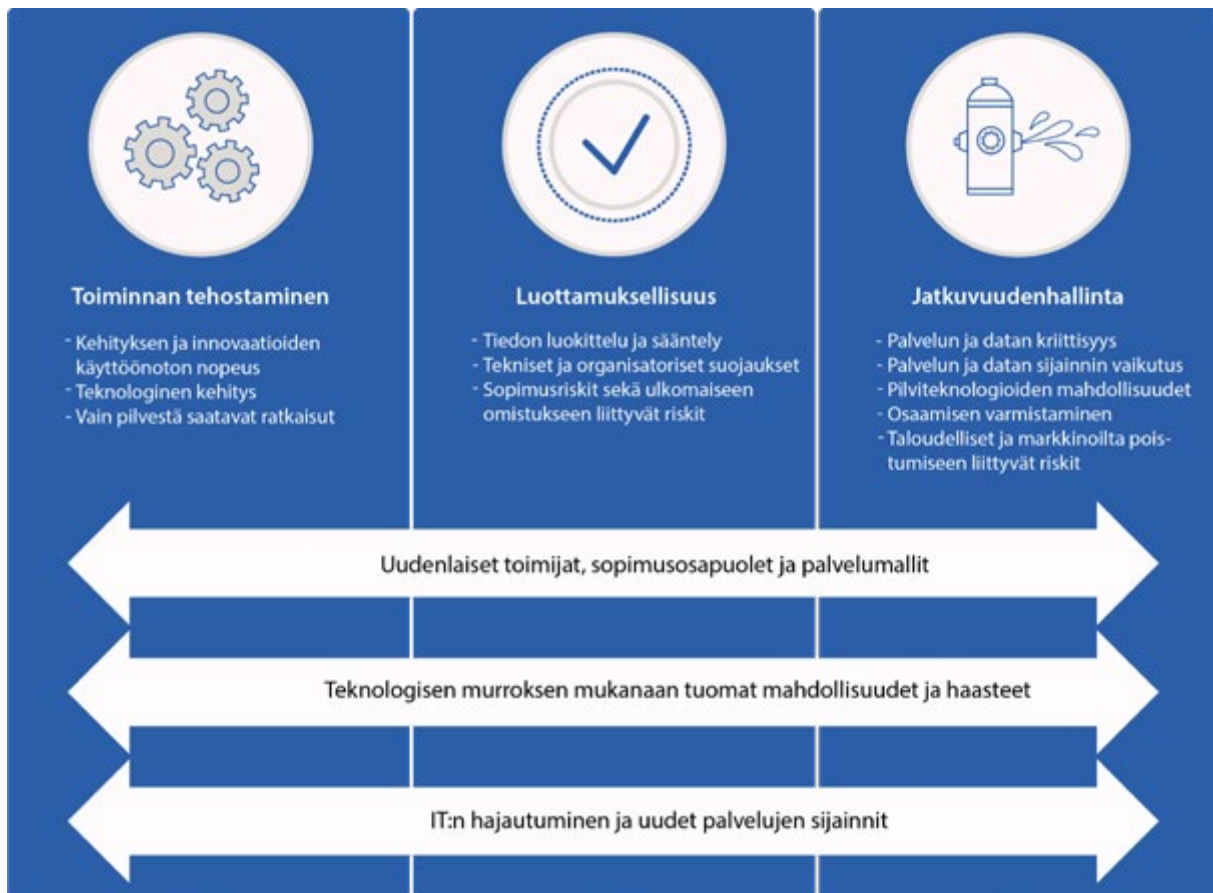 Toiminnan tehostaminen
- Kehityksen ja innovaatioiden
käyttöönoton nopeus
- Teknologinen kehitys
- Vain pilvestä saatavat ratkaisut
Luottamuksellisuus
- Tiedon luokittelu ja sääntely
- Tekniset ja organisatoriset suojaukset
- Sopimusriskit sekä ulkomaiseen
omistukseen liittyvät riskit
Jatkuvuudenhallinta
- Palvelun ja datan kriittisyys
- Palvelun ja datan sijainnin vaikutus
- Pilviteknologioiden mahdollisuudet
- Osaamisen varmistaminen
- Taloudelliset ja markkinoilta pois-
tumiseen liittyvät riskit
Uudenlaiset toimijat, sopimusosapuolet ja palvelumallit
Teknologisen murroksen mukanaan tuomat mahdollisuudet ja haasteet
IT:n hajautuminen ja uudet palvelujen sijainnit